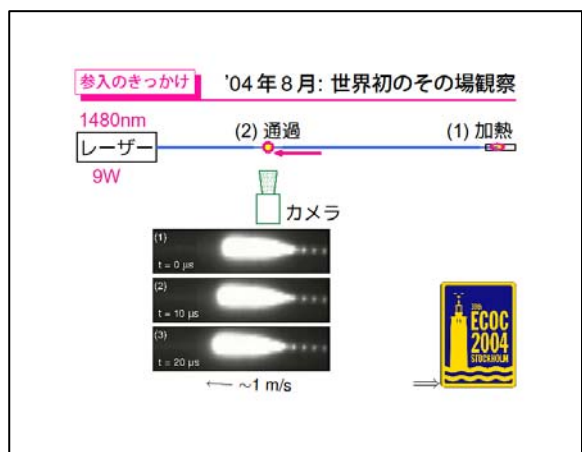 参入のきっかけ
'04年8月: 世界初のその場観察
1480nm
レーザー
9W
(2) 通過
(1) 加熱
カメラ
(1)
t = 0 μs
(2)
t = 10 μs
(3)
t = 20 μs
← ~1 m/s
⇒
30th
ECOC
2004
STOCKHOLM